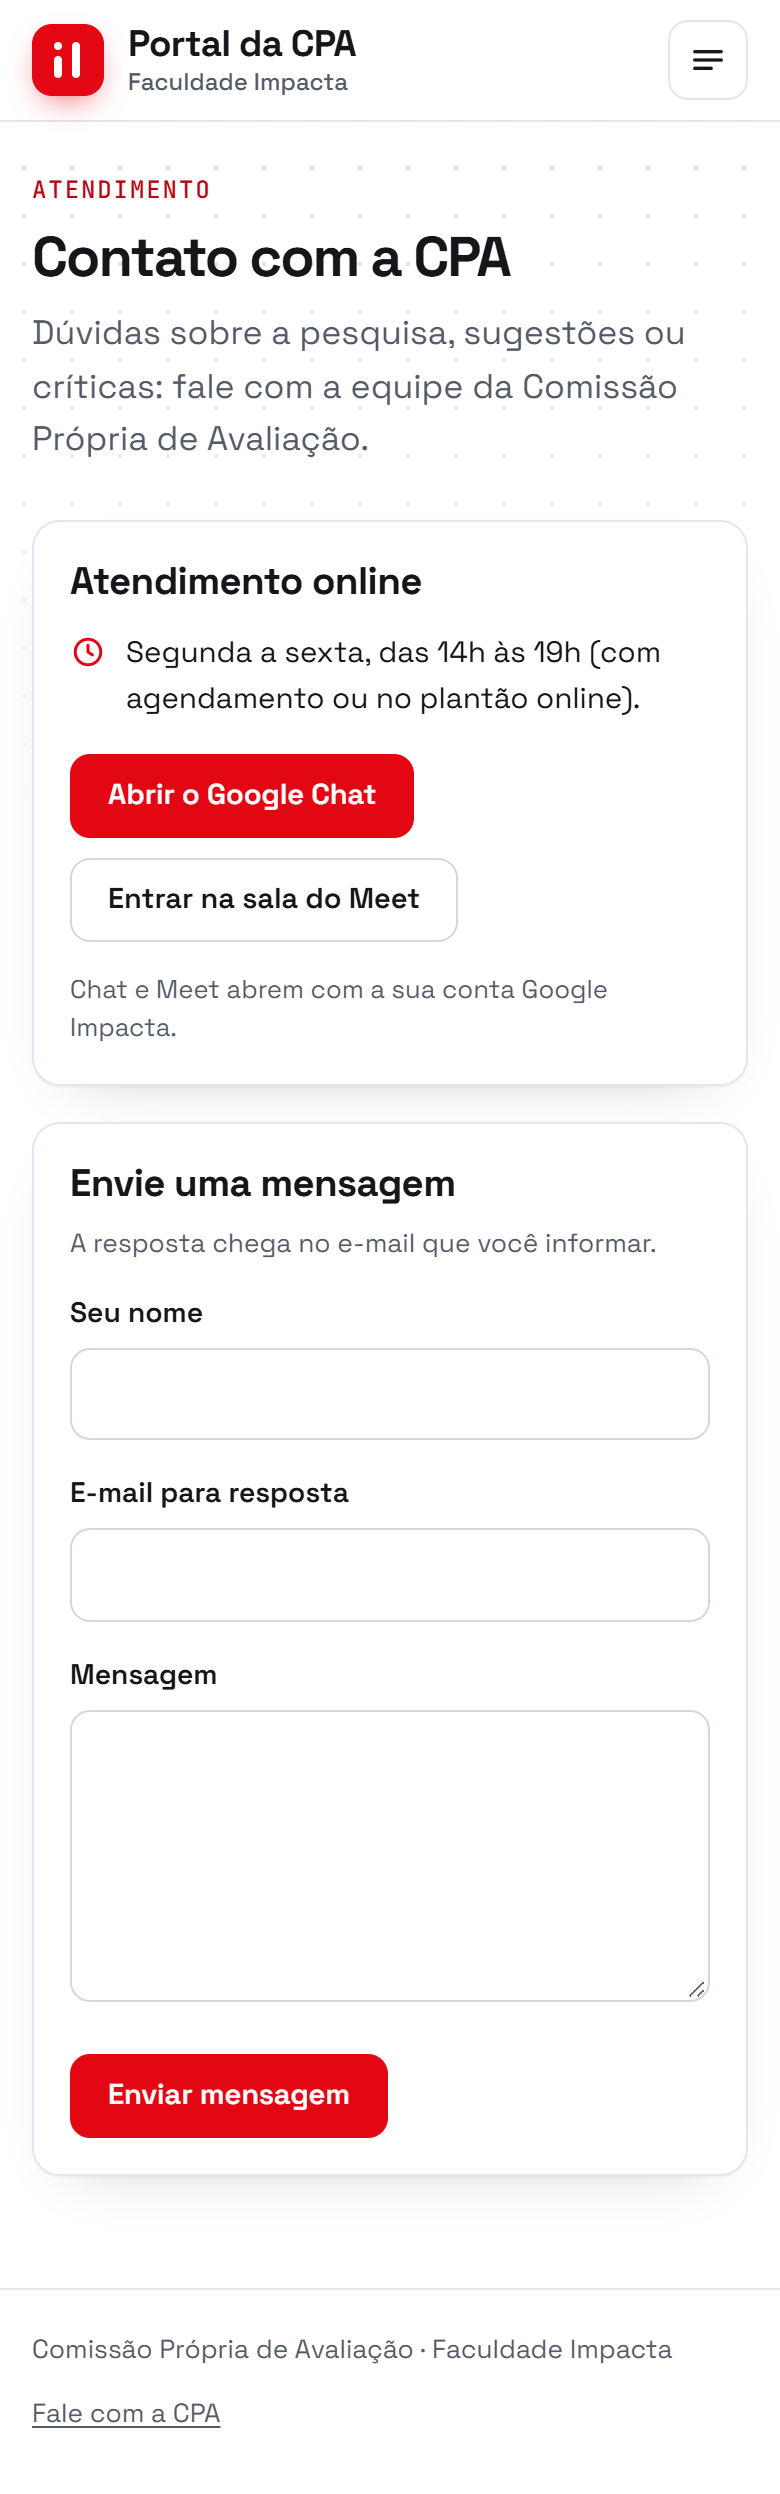 Portal da CPA
Faculdade Impacta
ATENDIMENTO
Contato com a CPA
Dúvidas sobre a pesquisa, sugestões ou
críticas: fale com a equipe da Comissão
Própria de Avaliação.
Atendimento online
Segunda a sexta, das 14h às 19h (com
agendamento ou no plantão online).
Abrir o Google Chat
Entrar na sala do Meet
Chat e Meet abrem com a sua conta Google
Impacta.
Envie uma mensagem
A resposta chega no e-mail que você informar.
Seu nome
E-mail para resposta
Mensagem
Enviar mensagem
Comissão Própria de Avaliação · Faculdade Impacta
Fale com a CPA